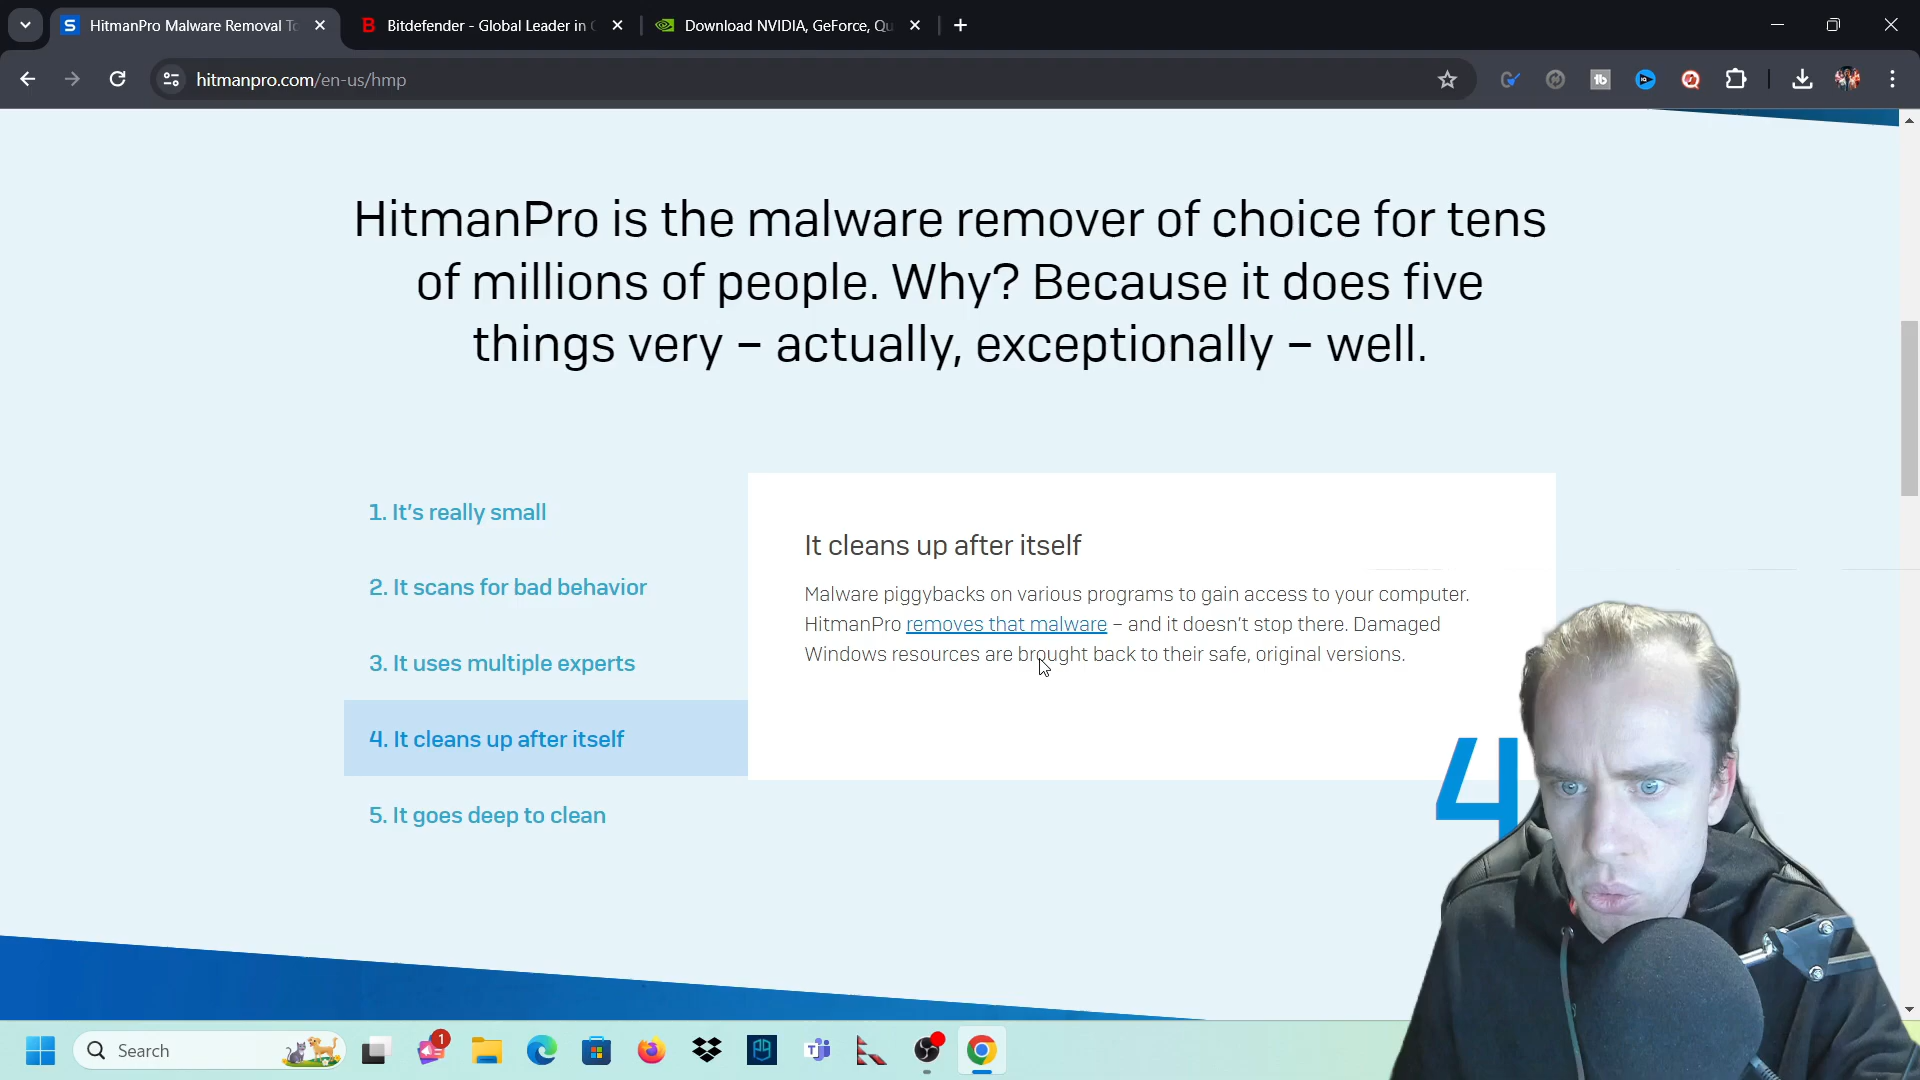 HitmanPro Malware Removal To
Bitdefender - Global Leader in C
Download NVIDIA, GeForce, Qu
hitmanpro.com/en-us/hmp
HitmanPro is the malware remover of choice for tens
of millions of people. Why? Because it does five
things very – actually, exceptionally – well.
1. It's really small
2. It scans for bad behavior
3. It uses multiple experts
4. It cleans up after itself
5. It goes deep to clean
It cleans up after itself
Malware piggybacks on various programs to gain access to your computer.
HitmanPro removes that malware – and it doesn't stop there. Damaged
Windows resources are brought back to their safe, original versions.
4
Search
1